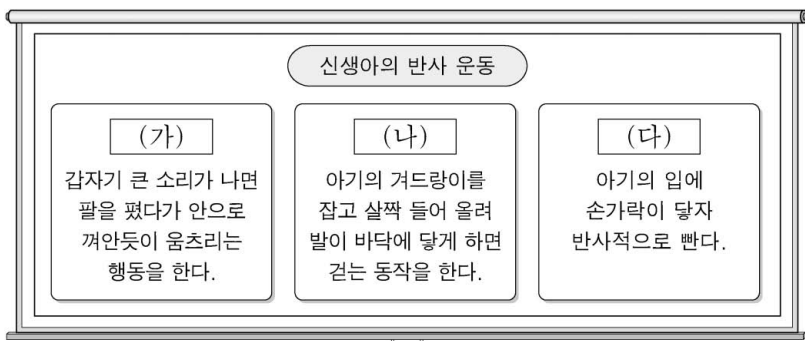 신생아의 반사 운동
(가)
갑자기 큰 소리가 나면
팔을 폈다가 안으로
껴안듯이 움츠리는
행동을 한다.
(나)
아기의 겨드랑이를
잡고 살짝 들어 올려
발이 바닥에 닿게 하면
걷는 동작을 한다.
(다)
아기의 입에
손가락이 닿자
반사적으로 빤다.